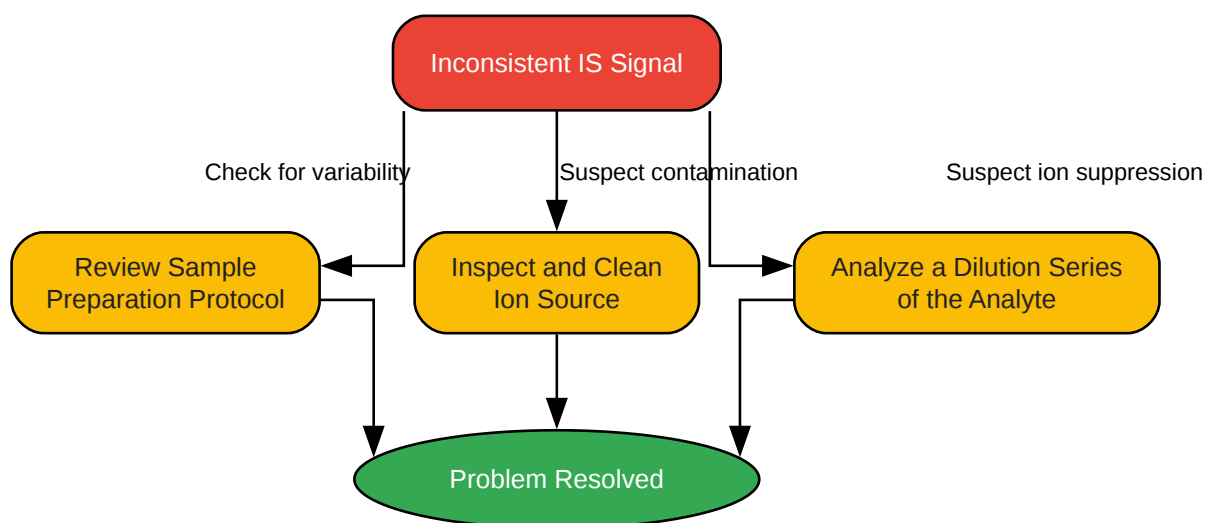 Inconsistent IS Signal
Check for variability
Suspect contamination
Suspect ion suppression
Review Sample
Preparation Protocol
Inspect and Clean
Ion Source
Analyze a Dilution Series
of the Analyte
Problem Resolved